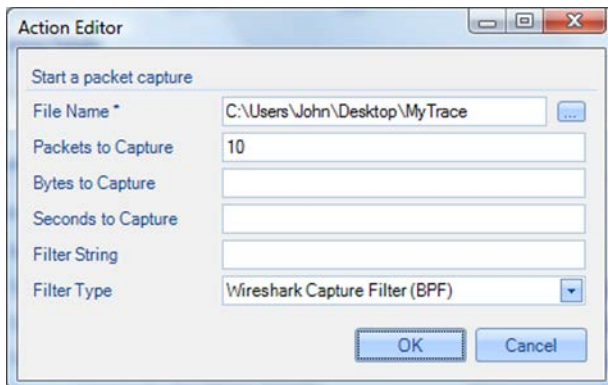 Action Editor
Start a packet capture
File Name * C:\Users\John\Desktop\MyTrace ...
Packets to Capture 10
Bytes to Capture
Seconds to Capture
Filter String
Filter Type Wireshark Capture Filter (BPF)
OK Cancel